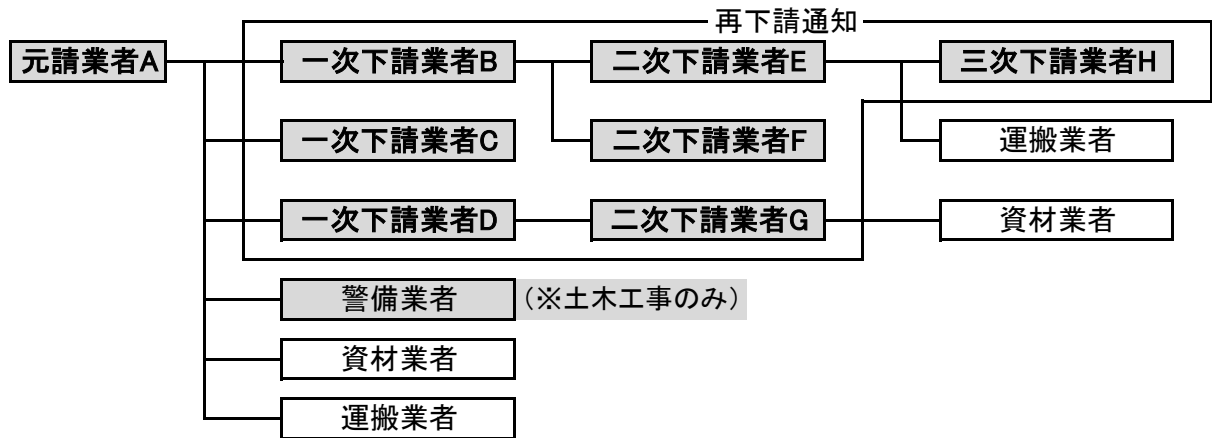 再下請通知
元請業者A 一次下請業者B 二次下請業者E 三次下請業者H
一次下請業者C 二次下請業者F 運搬業者
一次下請業者D 二次下請業者G 資材業者
警備業者 (※土木工事のみ)
資材業者
運搬業者